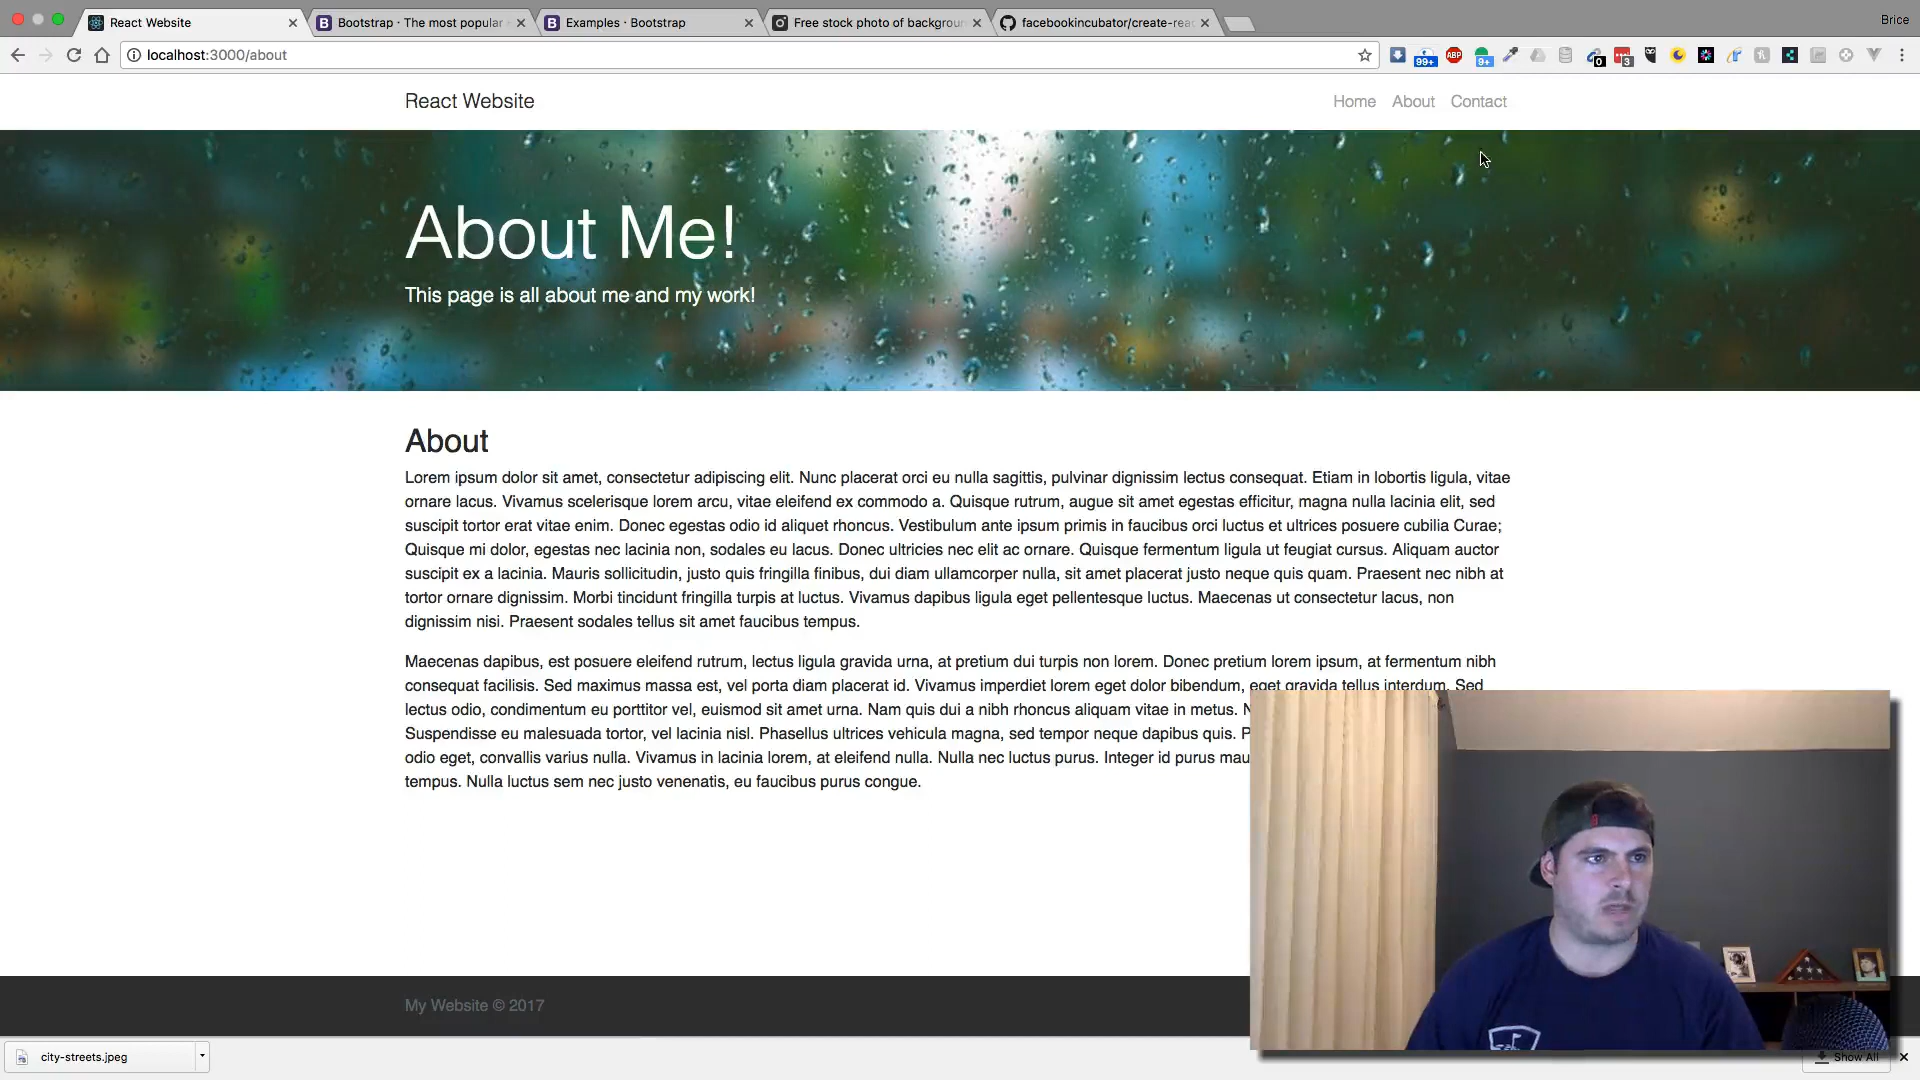 React Website
Bootstrap · The most popular
Examples · Bootstrap
Free stock photo of backgroun
facebookincubator/create-reac
Brice
localhost:3000/about
99+
ABP
9+
0
3
React Website
Home
About
Contact
About Me!
This page is all about me and my work!
About
Lorem ipsum dolor sit amet, consectetur adipiscing elit. Nunc placerat orci eu nulla sagittis, pulvinar dignissim lectus consequat. Etiam in lobortis ligula, vitae
ornare lacus. Vivamus scelerisque lorem arcu, vitae eleifend ex commodo a. Quisque rutrum, augue sit amet egestas efficitur, magna nulla lacinia elit, sed
suscipit tortor erat vitae enim. Donec egestas odio id aliquet rhoncus. Vestibulum ante ipsum primis in faucibus orci luctus et ultrices posuere cubilia Curae;
Quisque mi dolor, egestas nec lacinia non, sodales eu lacus. Donec ultricies nec elit ac ornare. Quisque fermentum ligula ut feugiat cursus. Aliquam auctor
suscipit ex a lacinia. Mauris sollicitudin, justo quis fringilla finibus, dui diam ullamcorper nulla, sit amet placerat justo neque quis quam. Praesent nec nibh at
tortor ornare dignissim. Morbi tincidunt fringilla turpis at luctus. Vivamus dapibus ligula eget pellentesque luctus. Maecenas ut consectetur lacus, non
dignissim nisi. Praesent sodales tellus sit amet faucibus tempus.
Maecenas dapibus, est posuere eleifend rutrum, lectus ligula gravida urna, at pretium dui turpis non lorem. Donec pretium lorem ipsum, at fermentum nibh
consequat facilisis. Sed maximus massa est, vel porta diam placerat id. Vivamus imperdiet lorem eget dolor bibendum, eget gravida tellus interdum. Sed
lectus odio, condimentum eu porttitor vel, euismod sit amet urna. Nam quis dui a nibh rhoncus aliquam vitae in metus. N
Suspendisse eu malesuada tortor, vel lacinia nisl. Phasellus ultrices vehicula magna, sed tempor neque dapibus quis. P
odio eget, convallis varius nulla. Vivamus in lacinia lorem, at eleifend nulla. Nulla nec luctus purus. Integer id purus mau
tempus. Nulla luctus sem nec justo venenatis, eu faucibus purus congue.
My Website © 2017
city-streets.jpeg
Show All